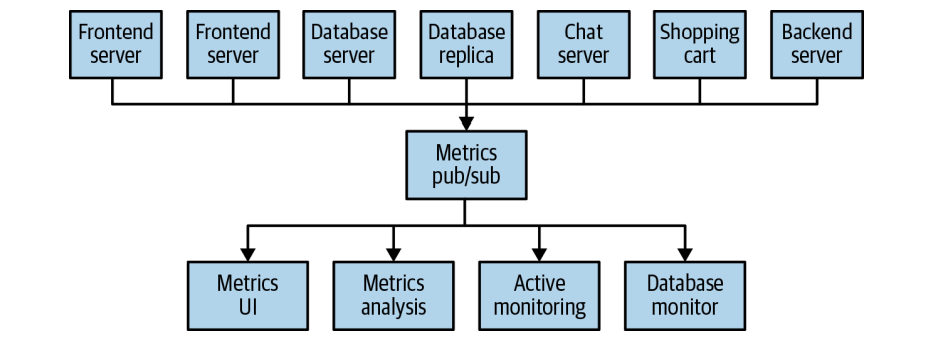 Frontend
server
Frontend
server
Database
server
Database
replica
Chat
server
Shopping
cart
Backend
server
Metrics
pub/sub
Metrics
UI
Metrics
analysis
Active
monitoring
Database
monitor